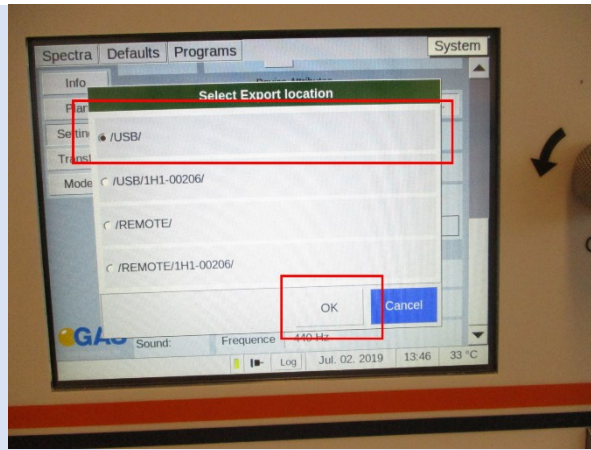 Spectra Defaults Programs System
Info
Select Export location
/USB/
/USB/1H1-00206/
/REMOTE/
/REMOTE/1H1-00206/
Mode
OK Cancel
Sound: Frequence 440 Hz
Log Jul. 02. 2019 13:46 33 °C